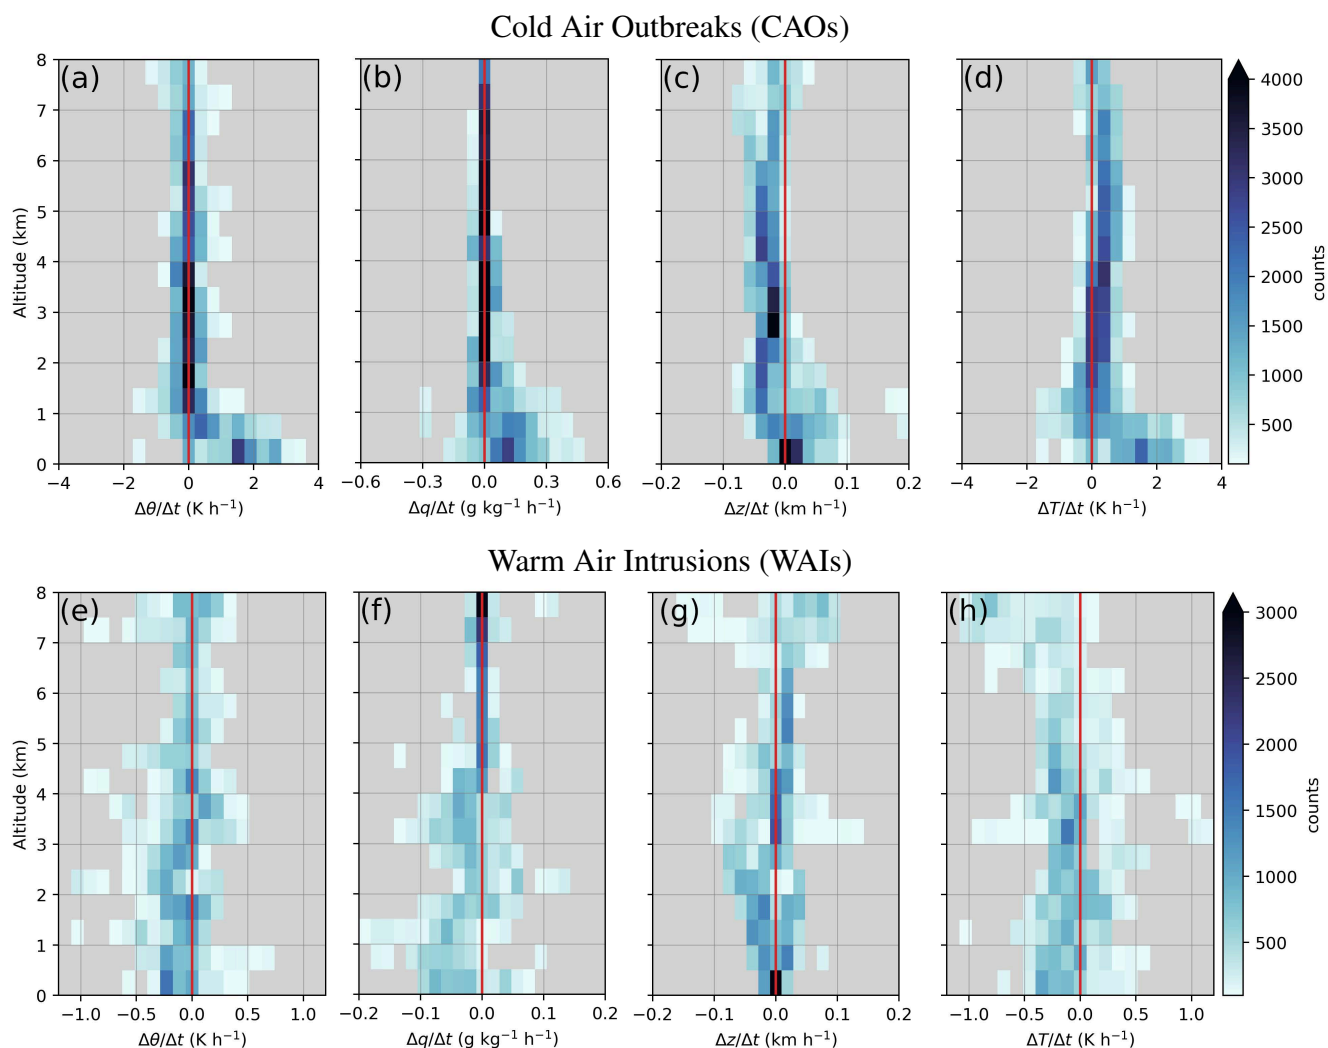 Cold Air Outbreaks (CAOs)
(a) (b) (c) (d)
8 7 6 5 4 3 2 1 0
Altitude (km)
−4 −2 0 2 4
−0.6 −0.3 0.0 0.3 0.6
−0.2 −0.1 0.0 0.1 0.2
−4 −2 0 2 4
Δθ/Δt (K h⁻¹)
Δq/Δt (g kg⁻¹ h⁻¹)
Δz/Δt (km h⁻¹)
ΔT/Δt (K h⁻¹)
4000
3500
3000
2500
2000
1500
1000
500
counts
Warm Air Intrusions (WAIs)
(e) (f) (g) (h)
8 7 6 5 4 3 2 1 0
Altitude (km)
−1.0 −0.5 0.0 0.5 1.0
−0.2 −0.1 0.0 0.1 0.2
−0.2 −0.1 0.0 0.1 0.2
−1.0 −0.5 0.0 0.5 1.0
Δθ/Δt (K h⁻¹)
Δq/Δt (g kg⁻¹ h⁻¹)
Δz/Δt (km h⁻¹)
ΔT/Δt (K h⁻¹)
3000
2500
2000
1500
1000
500
counts